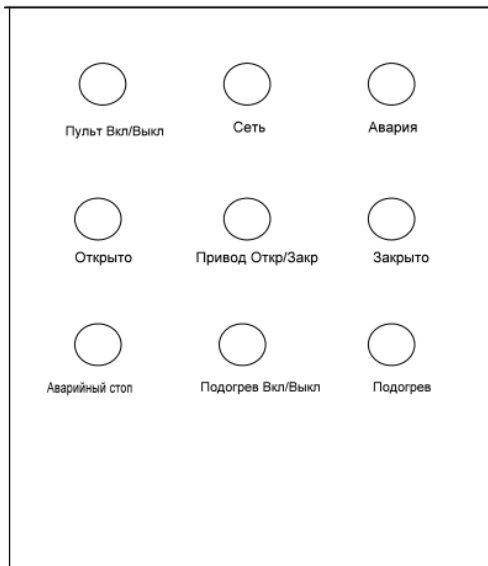 Пульт Вкл/Выкл
Сеть
Авария
Открыто
Привод Откр/Закр
Закрыто
Аварийный стоп
Подогрев Вкл/Выкл
Подогрев